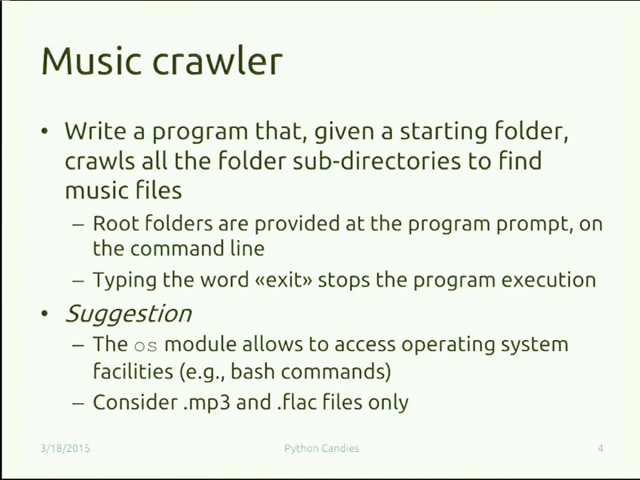 Music crawler
• Write a program that, given a starting folder,
crawls all the folder sub-directories to find
music files
– Root folders are provided at the program prompt, on
the command line
– Typing the word «exit» stops the program execution
• Suggestion
– The os module allows to access operating system
facilities (e.g., bash commands)
– Consider .mp3 and .flac files only
3/18/2015 Python Candies 4